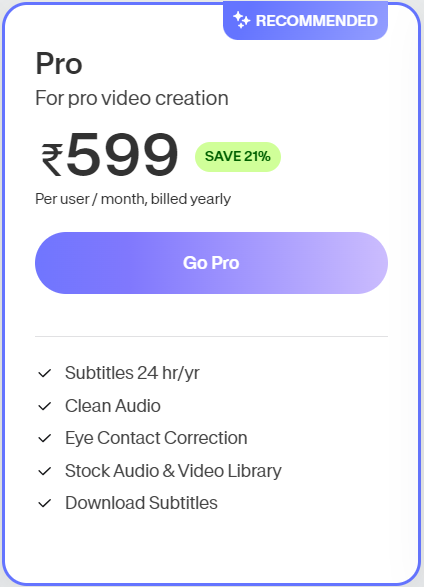 RECOMMENDED
Pro
For pro video creation
₹599 SAVE 21%
Per user / month, billed yearly
Go Pro
Subtitles 24 hr/yr
Clean Audio
Eye Contact Correction
Stock Audio & Video Library
Download Subtitles